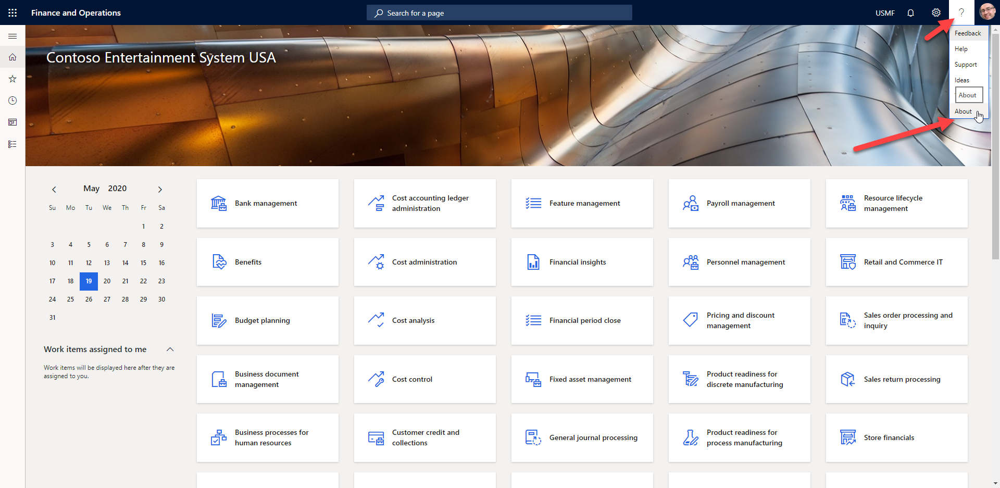 Finance and Operations
Search for a page
USMF
?
Feedback
Help
Support
Ideas
About
About
Contoso Entertainment System USA
May 2020
Su Mo Tu We Th Fr Sa
1 2
3 4 5 6 7 8 9
10 11 12 13 14 15 16
17 18 19 20 21 22 23
24 25 26 27 28 29 30
31
Work items assigned to me
Work items will be displayed here after they are
assigned to you.
Bank management
Cost accounting ledger
administration
Feature management
Payroll management
Resource lifecycle
management
Benefits
Cost administration
Financial insights
Personnel management
Retail and Commerce IT
Budget planning
Cost analysis
Financial period close
Pricing and discount
management
Sales order processing and
inquiry
Business document
management
Cost control
Fixed asset management
Product readiness for
discrete manufacturing
Sales return processing
Business processes for
human resources
Customer credit and
collections
General journal processing
Product readiness for
process manufacturing
Store financials